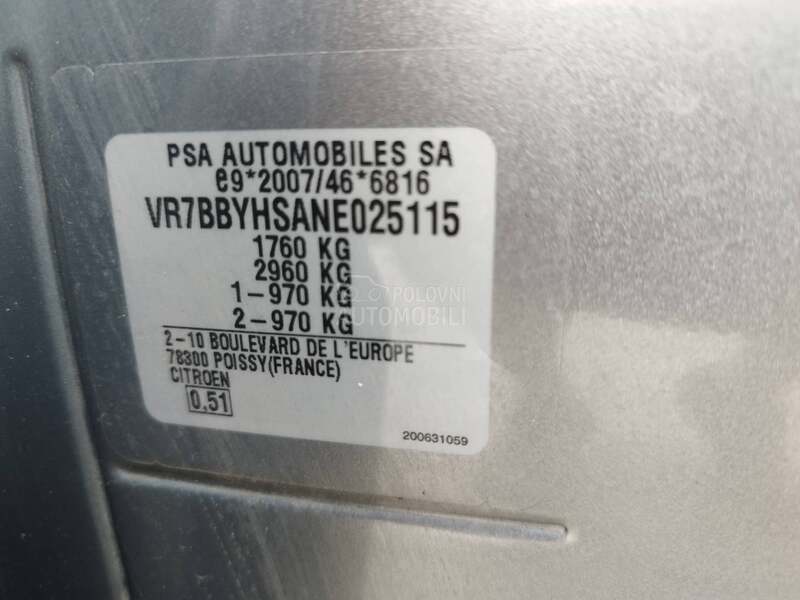 PSA AUTOMOBILES SA
e9*2007/46*6816
VR7BBYHSANE025115
1760 KG
2960 KG
1-970 KG
2-970 KG
POLOVNI
AUTOMOBILI
2-10 BOULEVARD DE L'EUROPE
78300 POISSY(FRANCE)
CITROEN
0,51
200631059